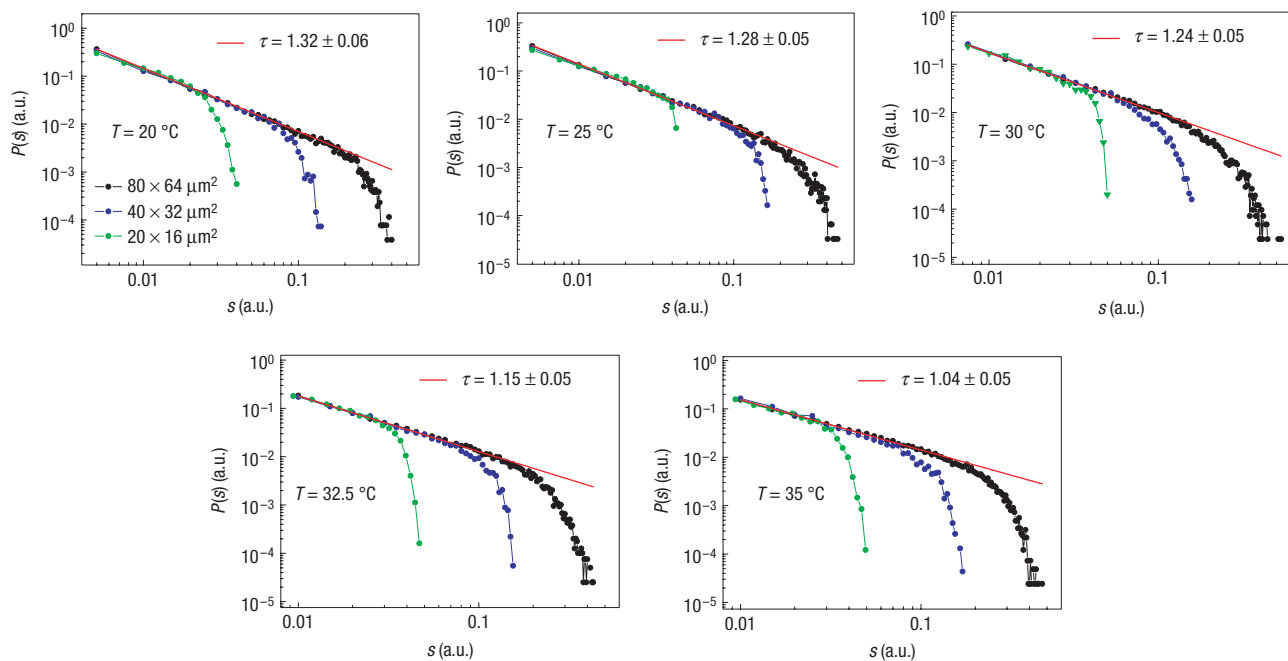 10⁰
10⁻¹
10⁻²
10⁻³
10⁻⁴
P(s) (a.u.)
τ = 1.32 ± 0.06
T = 20 °C
80 × 64 μm²
40 × 32 μm²
20 × 16 μm²
0.01
0.1
s (a.u.)
10⁰
10⁻¹
10⁻²
10⁻³
10⁻⁴
10⁻⁵
P(s) (a.u.)
τ = 1.28 ± 0.05
T = 25 °C
0.01
0.1
s (a.u.)
10⁰
10⁻¹
10⁻²
10⁻³
10⁻⁴
10⁻⁵
P(s) (a.u.)
τ = 1.24 ± 0.05
T = 30 °C
0.01
0.1
s (a.u.)
10⁰
10⁻¹
10⁻²
10⁻³
10⁻⁴
10⁻⁵
P(s) (a.u.)
τ = 1.15 ± 0.05
T = 32.5 °C
0.01
0.1
s (a.u.)
10⁰
10⁻¹
10⁻²
10⁻³
10⁻⁴
10⁻⁵
P(s) (a.u.)
τ = 1.04 ± 0.05
T = 35 °C
0.01
0.1
s (a.u.)